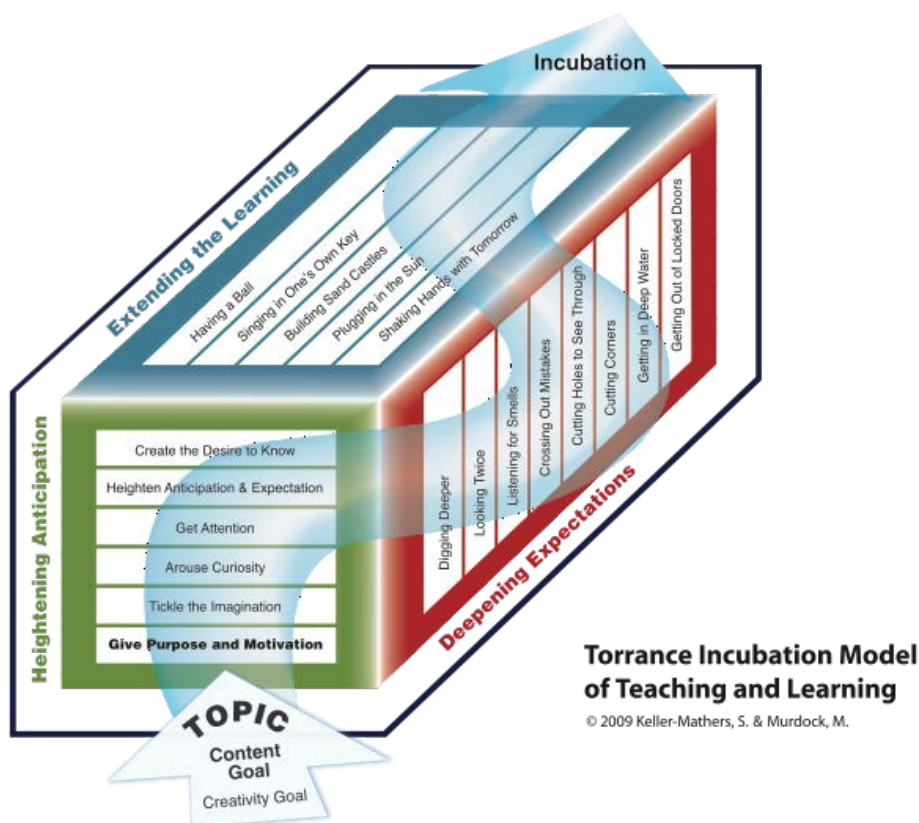 Incubation
Extending the Learning
Having a Ball
Singing in One's Own Key
Building Sand Castles
Plugging in the Sun
Shaking Hands with Tomorrow
Heightening Anticipation
Create the Desire to Know
Heighten Anticipation & Expectation
Get Attention
Arouse Curiosity
Tickle the Imagination
Give Purpose and Motivation
Deepening Expectations
Digging Deeper
Looking Twice
Listening for Smells
Crossing Out Mistakes
Cutting Holes to See Through
Cutting Corners
Getting in Deep Water
Getting Out of Locked Doors
TOPIC
Content
Goal
Creativity Goal
Torrance Incubation Model
of Teaching and Learning
© 2009 Keller-Mathers, S. & Murdock, M.